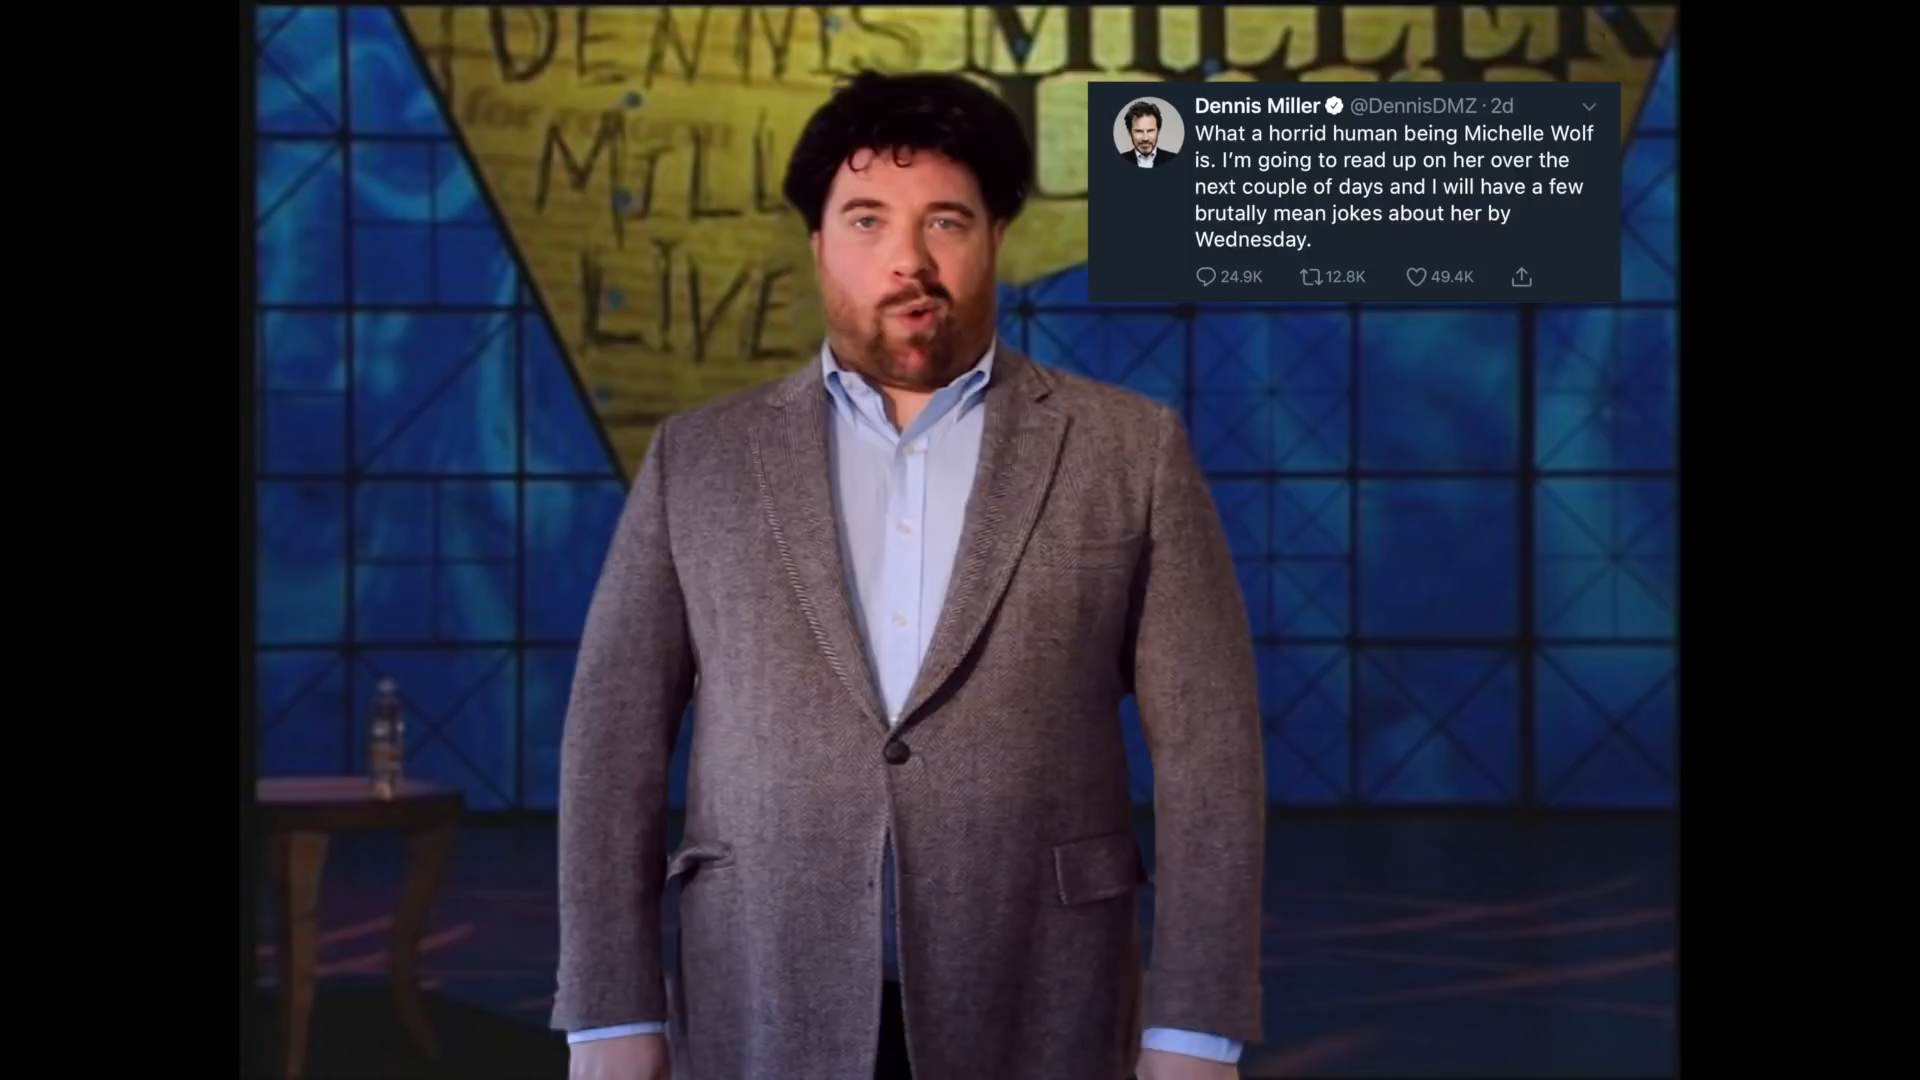 DENNIS MILLER
MILL
LIVE
Dennis Miller @DennisDMZ · 2d
What a horrid human being Michelle Wolf
is. I'm going to read up on her over the
next couple of days and I will have a few
brutally mean jokes about her by
Wednesday.
24.9K 12.8K 49.4K